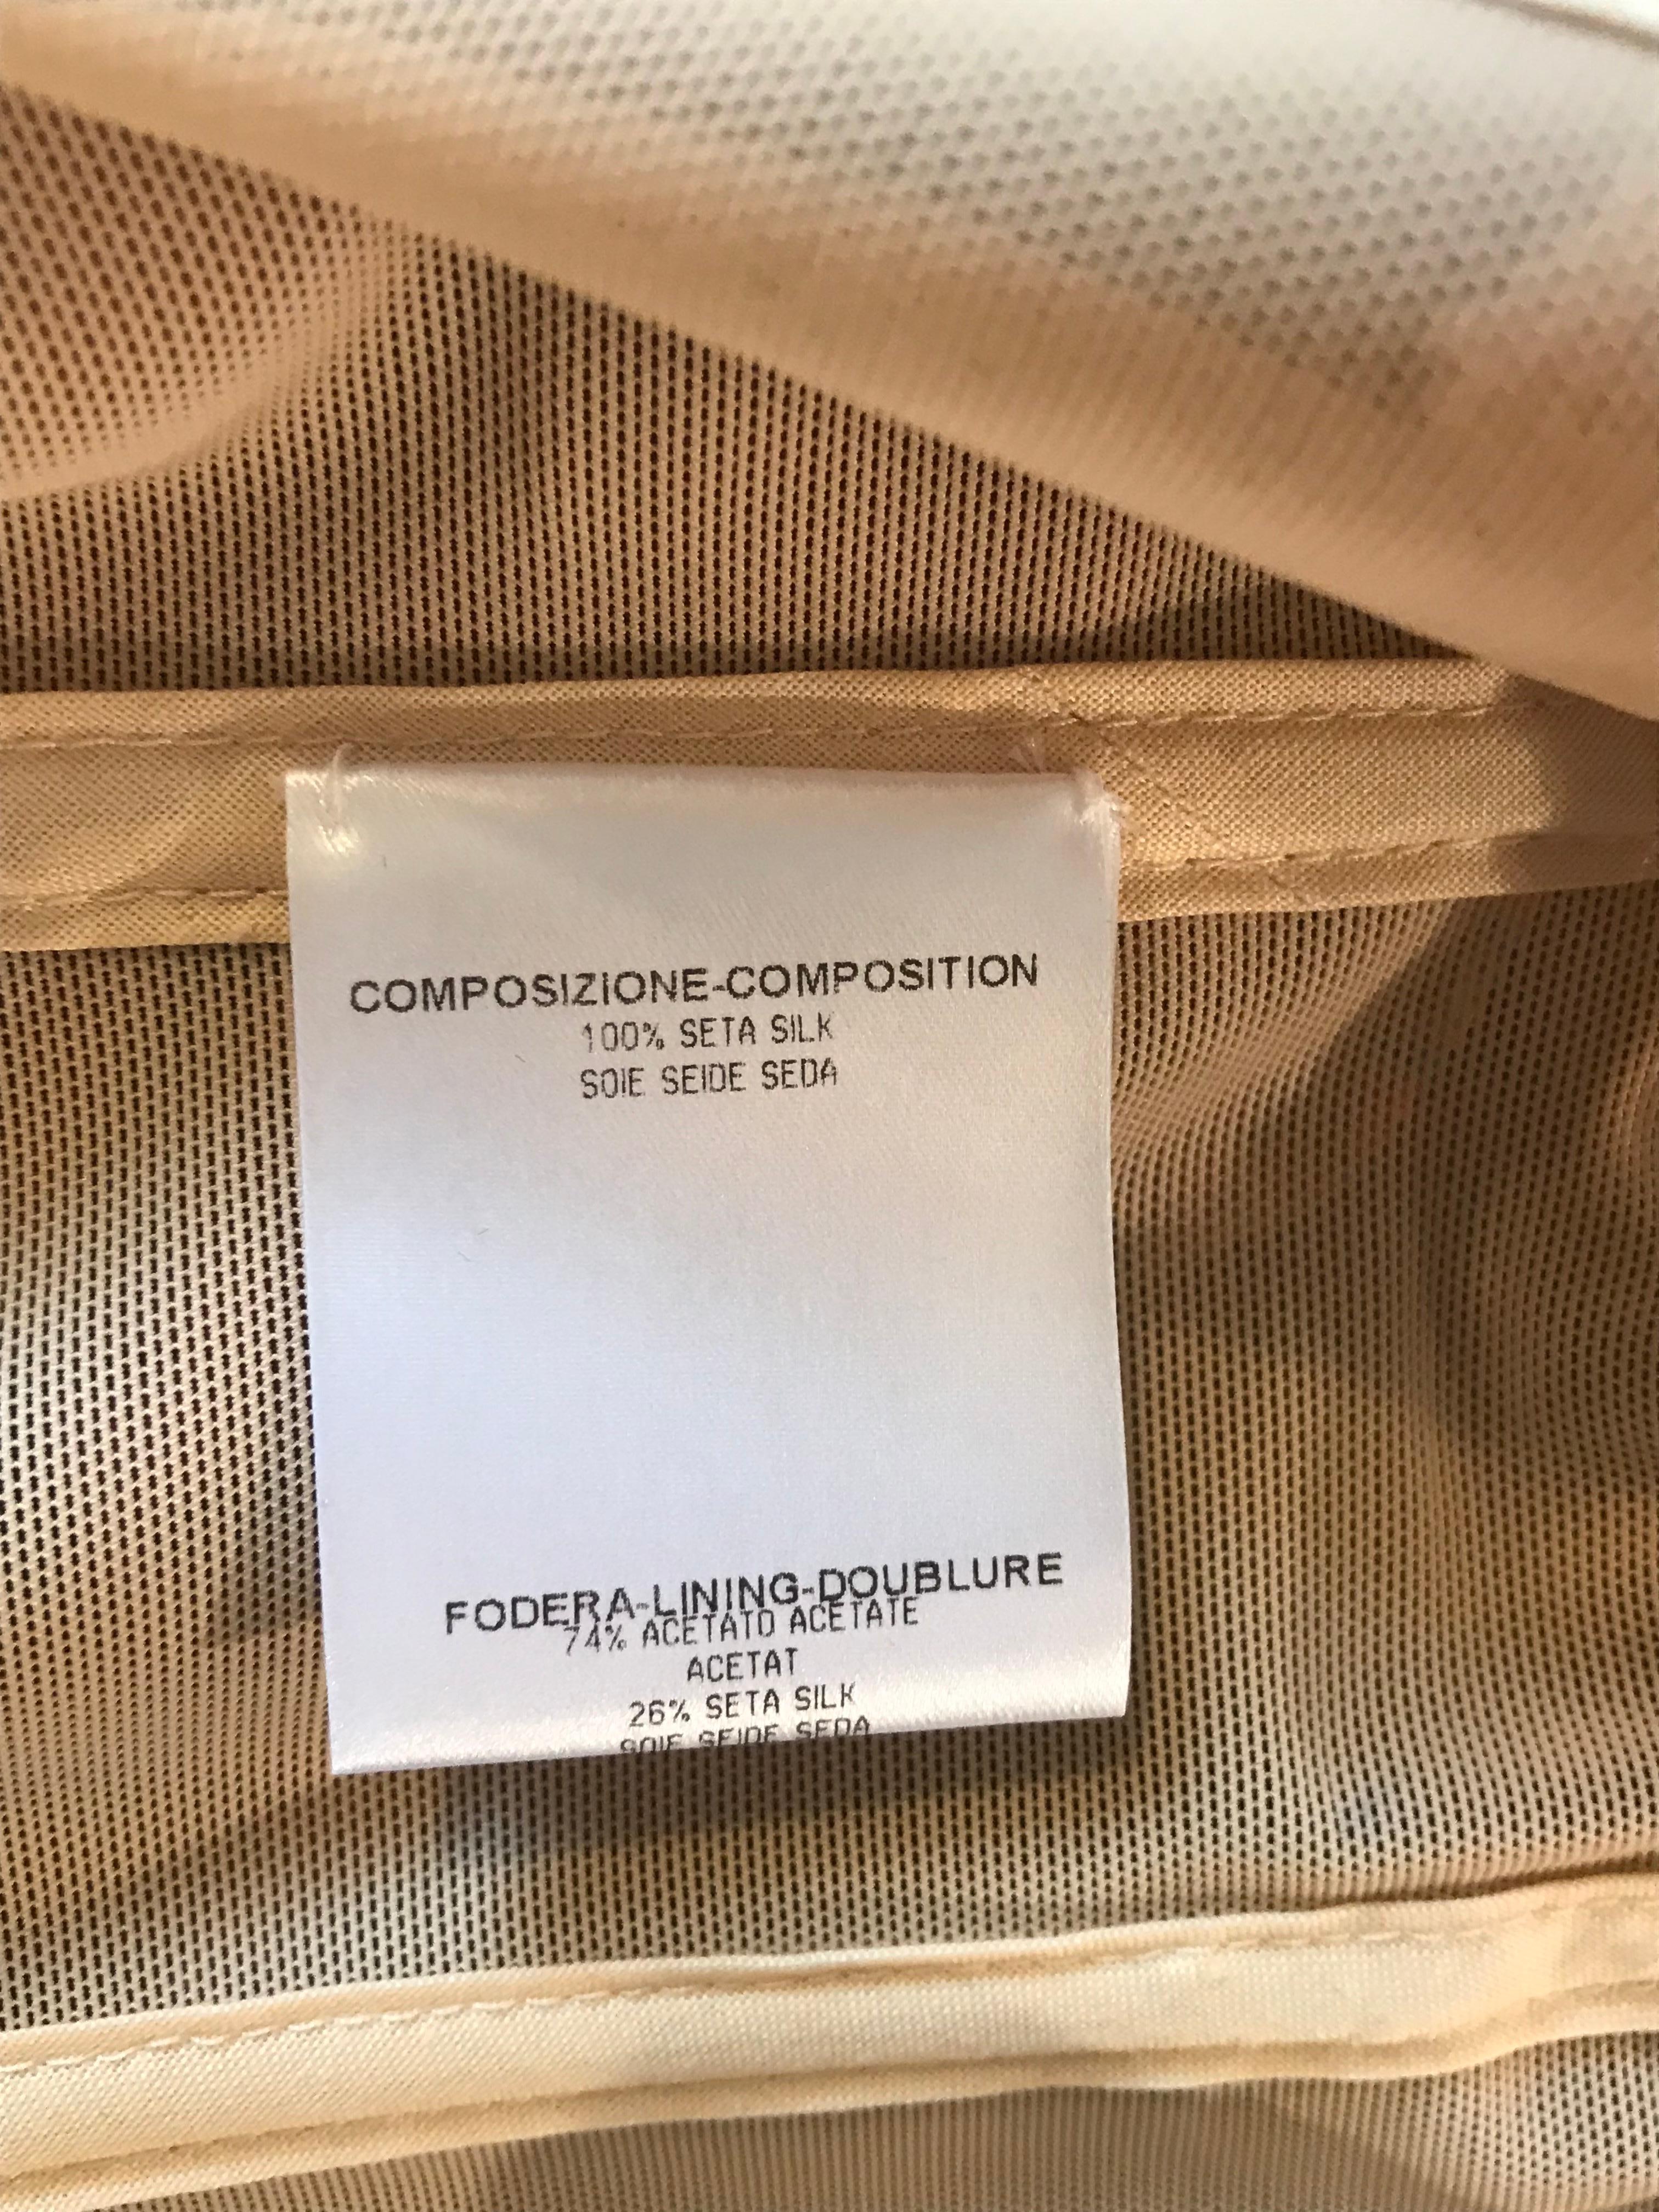 COMPOSIZIONE-COMPOSITION
100% SETA SILK
SOIE SEIDE SEDA
FODERA-LINING-DOUBLURE
74% ACETATO ACETATE
ACETAT
26% SETA SILK
SOIE SEIDE SEDA